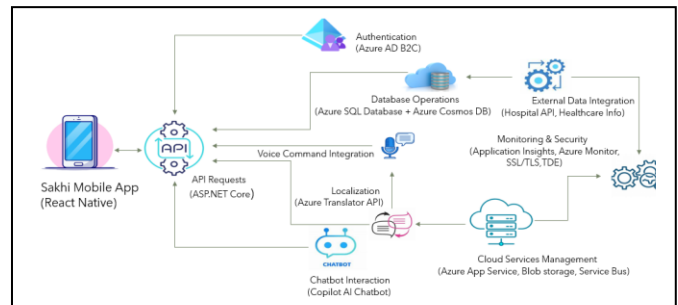 Authentication
(Azure AD B2C)
Database Operations
(Azure SQL Database + Azure Cosmos DB)
External Data Integration
(Hospital API, Healthcare Info)
Monitoring & Security
(Application Insights, Azure Monitor,
SSL/TLS,TDE)
API
Voice Command Integration
Sakhi Mobile App
(React Native)
API Requests
(ASP.NET Core)
Localization
(Azure Translator API)
CHATBOT
Chatbot Interaction
(Copilot AI Chatbot)
Cloud Services Management
(Azure App Service, Blob storage, Service Bus)